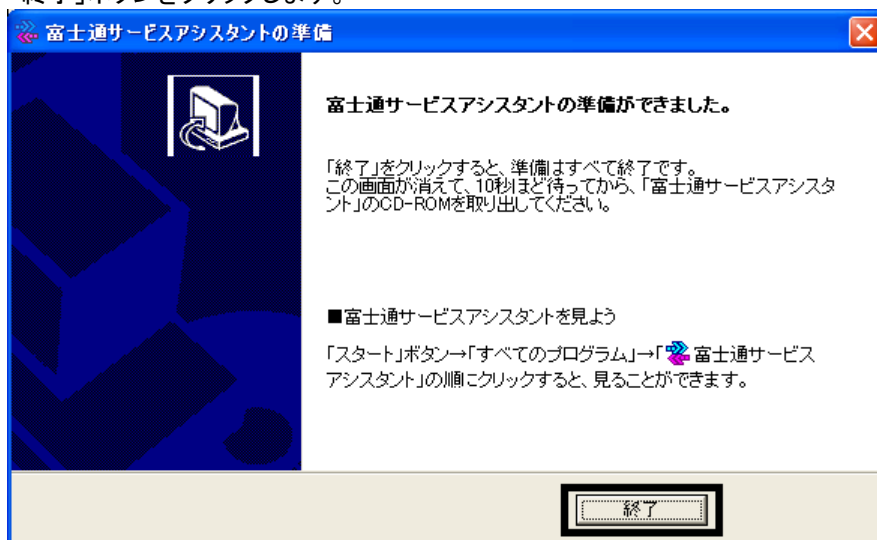 終了」ボタンをクリックします。
富士通サービスアシスタントの準備
富士通サービスアシスタントの準備ができました。
「終了」をクリックすると、準備はすべて終了です。
この画面が消えて、10秒ほど待ってから、「富士通サービスアシスタ
ント」のCD-ROMを取り出してください。
■富士通サービスアシスタントを見よう
「スタート」ボタン→「すべてのプログラム」→「富士通サービス
アシスタント」の順にクリックすると、見ることができます。
終了